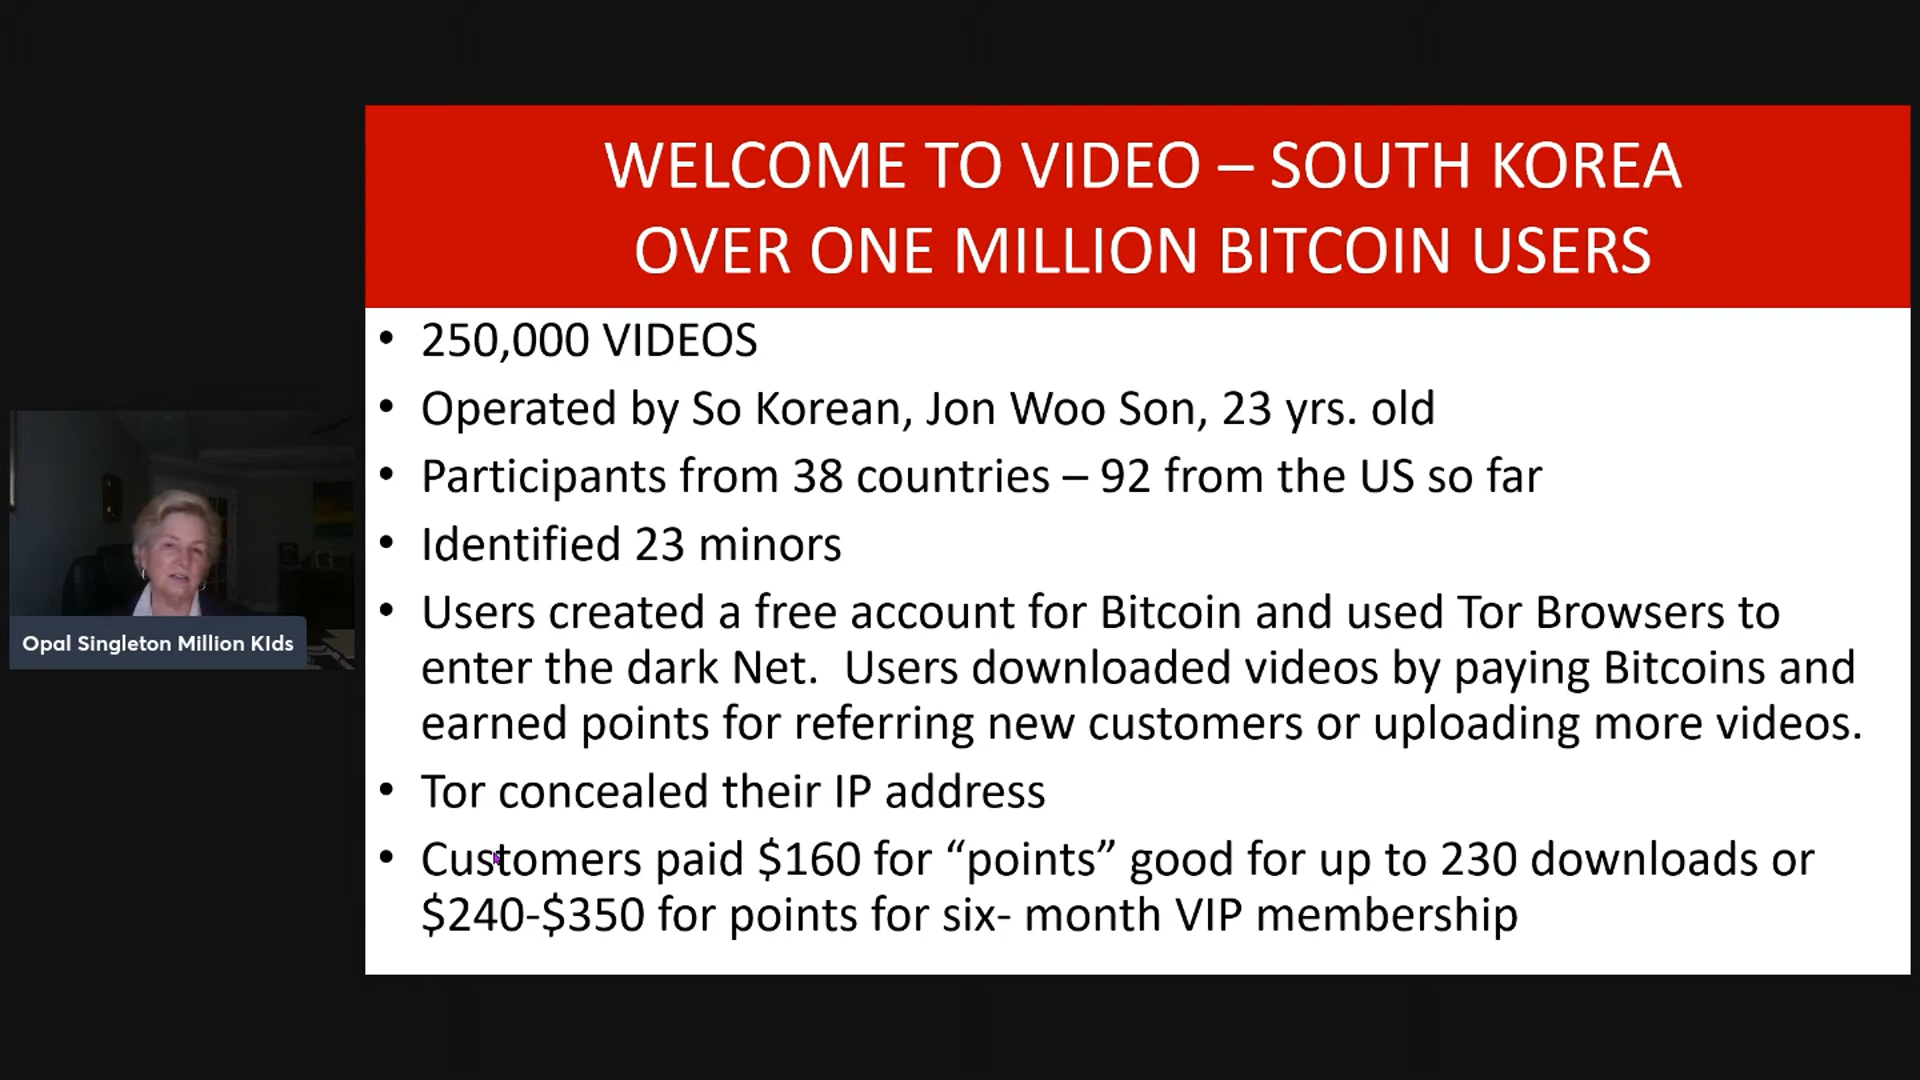 WELCOME TO VIDEO – SOUTH KOREA
OVER ONE MILLION BITCOIN USERS
• 250,000 VIDEOS
• Operated by So Korean, Jon Woo Son, 23 yrs. old
• Participants from 38 countries – 92 from the US so far
• Identified 23 minors
• Users created a free account for Bitcoin and used Tor Browsers to
enter the dark Net.  Users downloaded videos by paying Bitcoins and
earned points for referring new customers or uploading more videos.
• Tor concealed their IP address
• Customers paid $160 for “points” good for up to 230 downloads or
$240-$350 for points for six- month VIP membership
Opal Singleton Million KIds